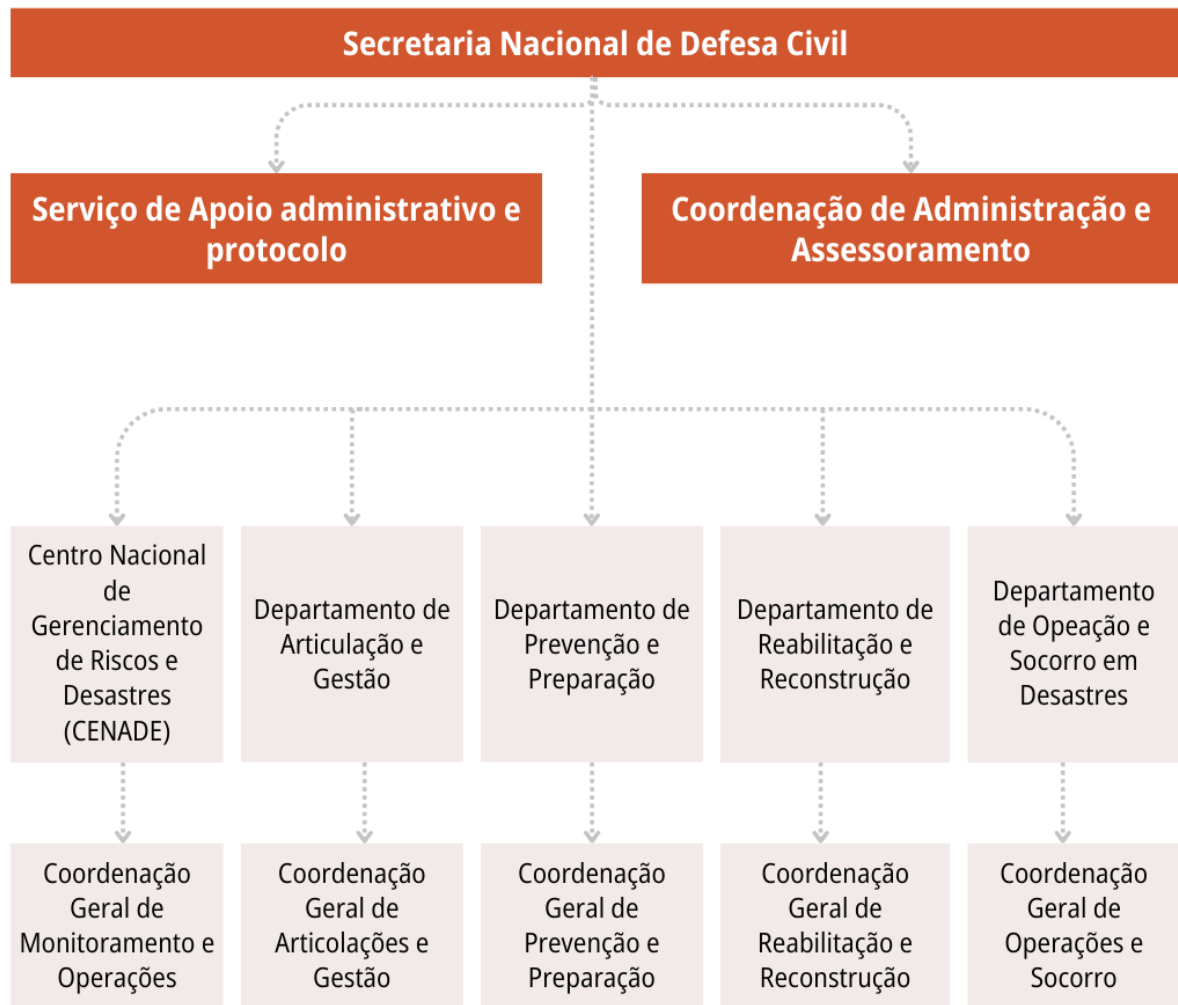 Secretaria Nacional de Defesa Civil
Serviço de Apoio administrativo e
protocolo
Coordenação de Administração e
Assessoramento
Centro Nacional
de
Gerenciamento
de Riscos e
Desastres
(CENADE)
Departamento de
Articulação e
Gestão
Departamento de
Prevenção e
Preparação
Departamento de
Reabilitação e
Reconstrução
Departamento
de Opeação e
Socorro em
Desastres
Coordenação
Geral de
Monitoramento e
Operações
Coordenação
Geral de
Articolações e
Gestão
Coordenação
Geral de
Prevenção e
Preparação
Coordenação
Geral de
Reabilitação e
Reconstrução
Coordenação
Geral de
Operações e
Socorro